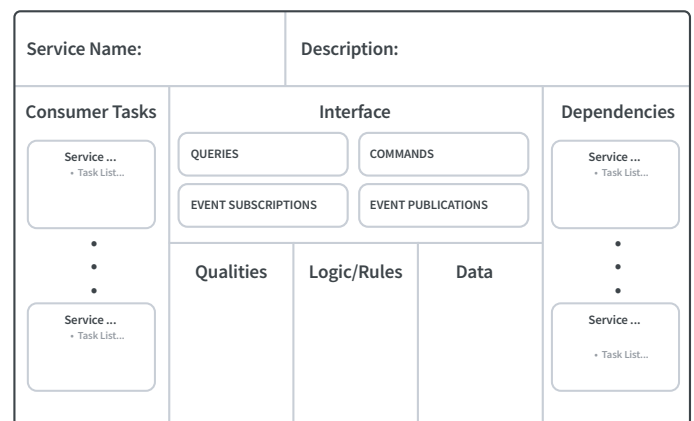 Service Name:
Description:
Consumer Tasks
Service ...
• Task List...
Service ...
• Task List...
Interface
QUERIES
COMMANDS
EVENT SUBSCRIPTIONS
EVENT PUBLICATIONS
Qualities
Logic/Rules
Data
Dependencies
Service ...
• Task List...
Service ...
• Task List...